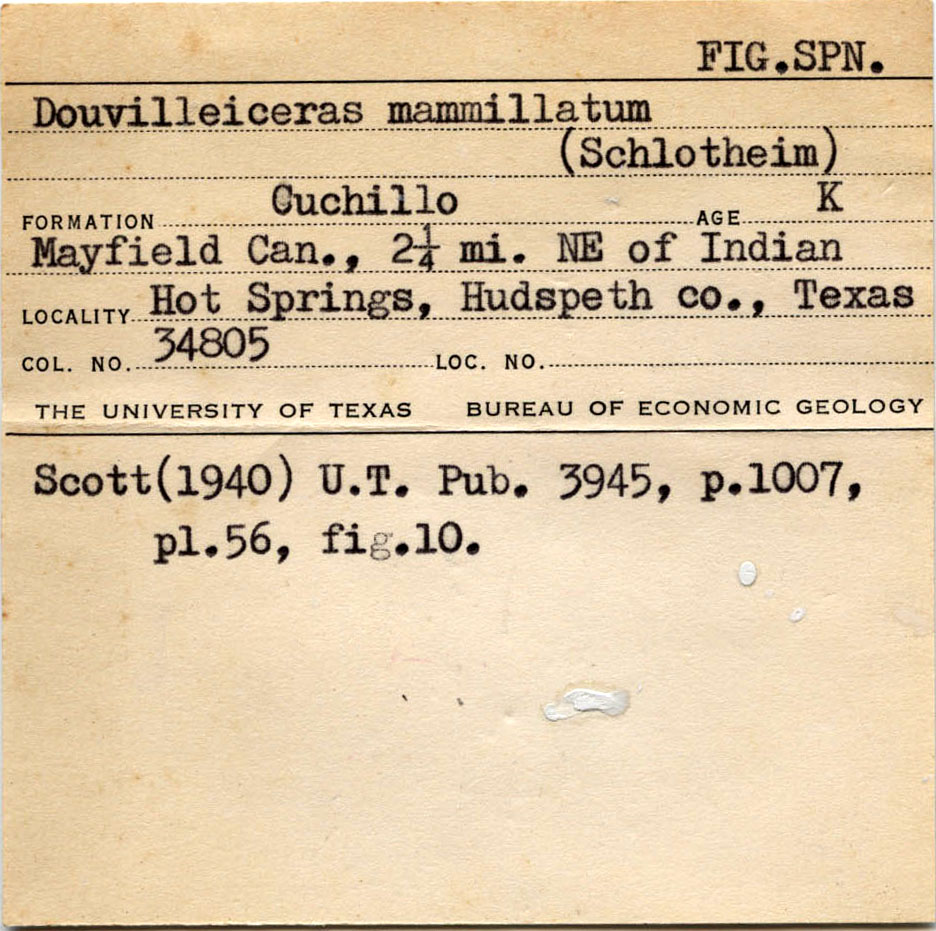 FIG.SPN.
Douvilleiceras mammillatum
(Schlotheim)
FORMATION Cuchillo AGE K
Mayfield Can., 2¼ mi. NE of Indian
LOCALITY Hot Springs, Hudspeth co., Texas
COL. NO. 34805 LOC. NO.
THE UNIVERSITY OF TEXAS BUREAU OF ECONOMIC GEOLOGY
Scott(1940) U.T. Pub. 3945, p.1007,
pl.56, fig.10.